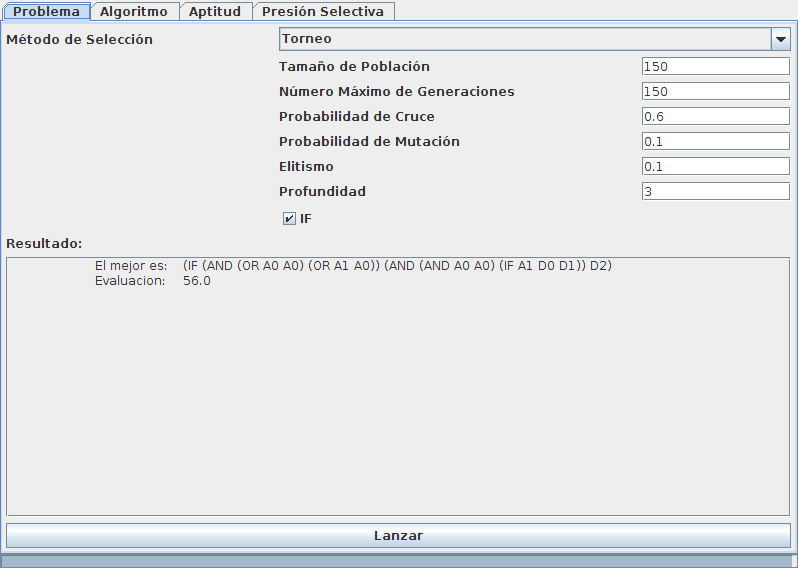 Problema Algoritmo Aptitud Presión Selectiva
Método de Selección Torneo
Tamaño de Población 150
Número Máximo de Generaciones 150
Probabilidad de Cruce 0.6
Probabilidad de Mutación 0.1
Elitismo 0.1
Profundidad 3
IF
Resultado:
El mejor es: (IF (AND (OR A0 A0) (OR A1 A0)) (AND (AND A0 A0) (IF A1 D0 D1)) D2)
Evaluacion: 56.0
Lanzar